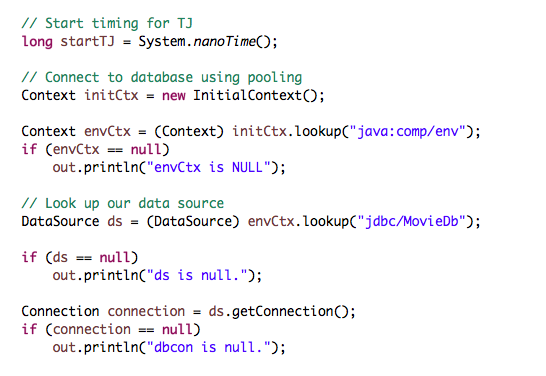 // Start timing for TJ
long startTJ = System.nanoTime();

// Connect to database using pooling
Context initCtx = new InitialContext();

Context envCtx = (Context) initCtx.lookup("java:comp/env");
if (envCtx == null)
    out.println("envCtx is NULL");

// Look up our data source
DataSource ds = (DataSource) envCtx.lookup("jdbc/MovieDb");

if (ds == null)
    out.println("ds is null.");

Connection connection = ds.getConnection();
if (connection == null)
    out.println("dbcon is null.");